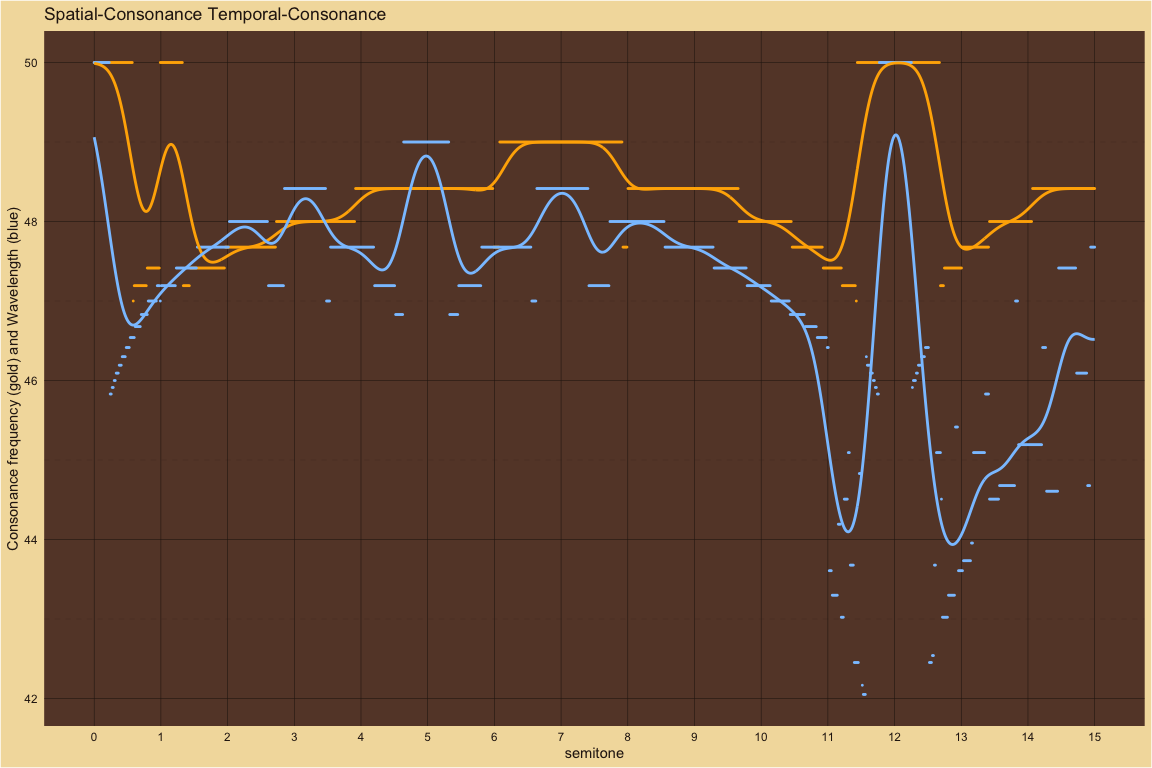 Spatial-Consonance Temporal-Consonance
Consonance frequency (gold) and Wavelength (blue)
50
48
46
44
42
0 1 2 3 4 5 6 7 8 9 10 11 12 13 14 15
semitone